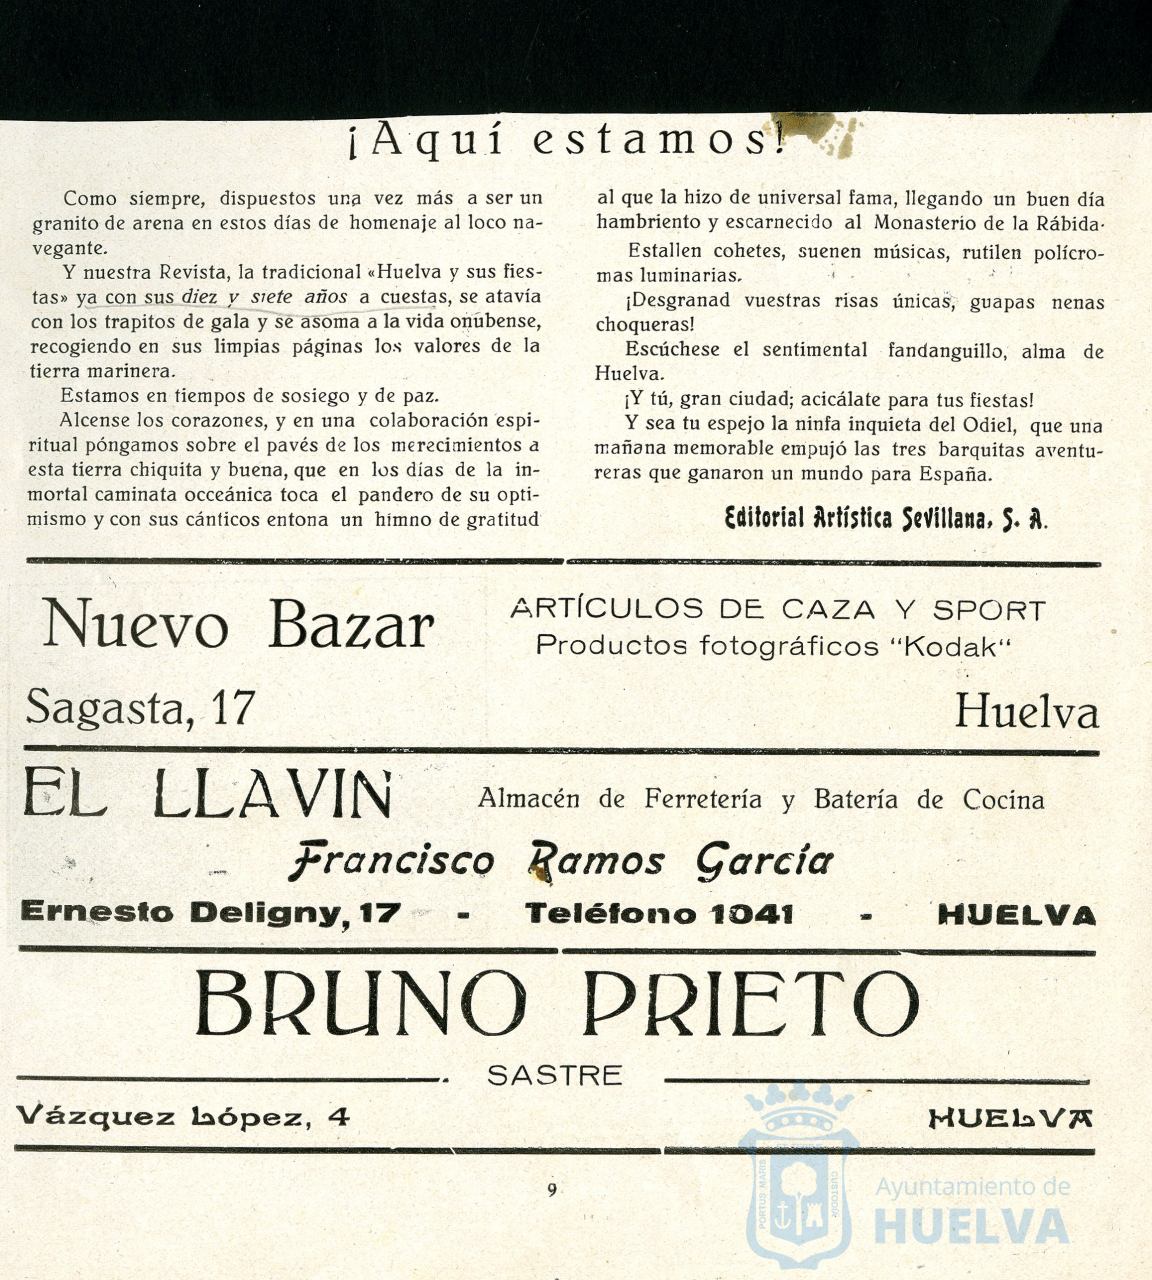 ¡Aquí estamos!
Como siempre, dispuestos una vez más a ser un
granito de arena en estos días de homenaje al loco na-
vegante.
Y nuestra Revista, la tradicional «Huelva y sus fies-
tas» ya con sus diez y siete años a cuestas, se atavía
con los trapitos de gala y se asoma a la vida onubense,
recogiendo en sus limpias páginas los valores de la
tierra marinera.
Estamos en tiempos de sosiego y de paz.
Alcense los corazones, y en una colaboración espi-
ritual póngamos sobre el pavés de los merecimientos a
esta tierra chiquita y buena, que en los días de la in-
mortal caminata occeánica toca el pandero de su opti-
mismo y con sus cánticos entona un himno de gratitud
al que la hizo de universal fama, llegando un buen día
hambriento y escarnecido al Monasterio de la Rábida.
Estallen cohetes, suenen músicas, rutilen polícro-
mas luminarias.
¡Desgranad vuestras risas únicas, guapas nenas
choqueras!
Escúchese el sentimental fandanguillo, alma de
Huelva.
¡Y tú, gran ciudad; acicálate para tus fiestas!
Y sea tu espejo la ninfa inquieta del Odiel, que una
mañana memorable empujó las tres barquitas aventu-
reras que ganaron un mundo para España.
Editorial Artística Sevillana, S. A.
Nuevo Bazar
ARTÍCULOS DE CAZA Y SPORT
Productos fotográficos "Kodak"
Sagasta, 17
Huelva
EL LLAVIN
Almacén de Ferretería y Batería de Cocina
Francisco Ramos García
Ernesto Deligny, 17 - Teléfono 1041 - HUELVA
BRUNO PRIETO
SASTRE
Vázquez López, 4
HUELVA
9
PORTUS MARIS
CUSTODIA
Ayuntamiento de
HUELVA